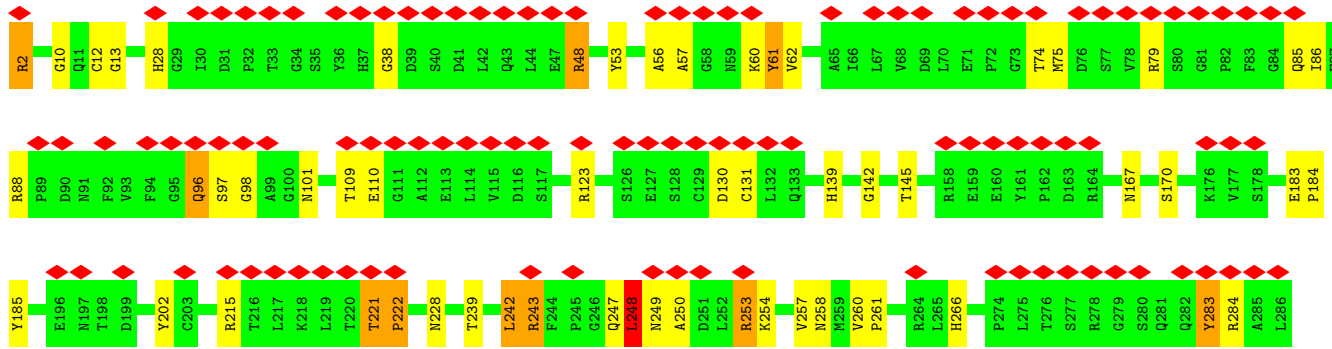 R2 G10 Q11 C12 G13 H28 G29 I30 D31 P32 T33 G34 S35 Y36 H37 G38 D39 S40 D41 L42 Q43 L44 E47 R48 Y53 A56 A57 G58 N59 K60 Y61 V62 A65 I66 L67 V68 D69 L70 E71 P72 G73 T74 M75 D76 S77 V78 R79 S80 G81 P82 F83 G84 Q85 I86
R88 P89 D90 N91 F92 V93 F94 G95 Q96 S97 G98 A99 G100 N101 T109 E110 G111 A112 E113 L114 V115 D116 S117 R123 S126 E127 S128 C129 D130 C131 L132 Q133 H139 G142 T145 R158 E159 E160 Y161 P162 D163 R164 N167 S170 K176 V177 S178 E183 P184
Y185 E196 N197 T198 D199 Y202 C203 R215 T216 L217 K218 L219 T220 T221 P222 N228 T239 L242 R243 F244 P245 G246 Q247 L248 N249 A250 D251 L252 R253 K254 V257 N258 M259 V260 P261 R264 L265 H266 P274 L275 T276 S277 R278 G279 S280 Q281 Q282 Y283 R284 A285 L286